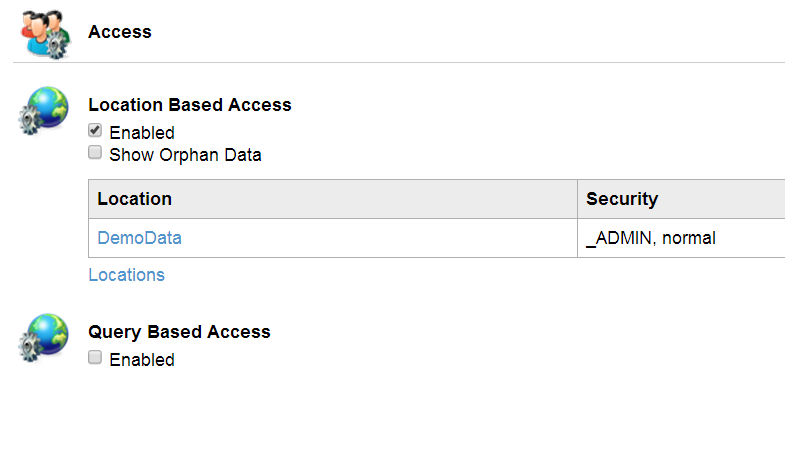 Access
Location Based Access
Enabled
Show Orphan Data
Location Security
DemoData _ADMIN, normal
Locations
Query Based Access
Enabled